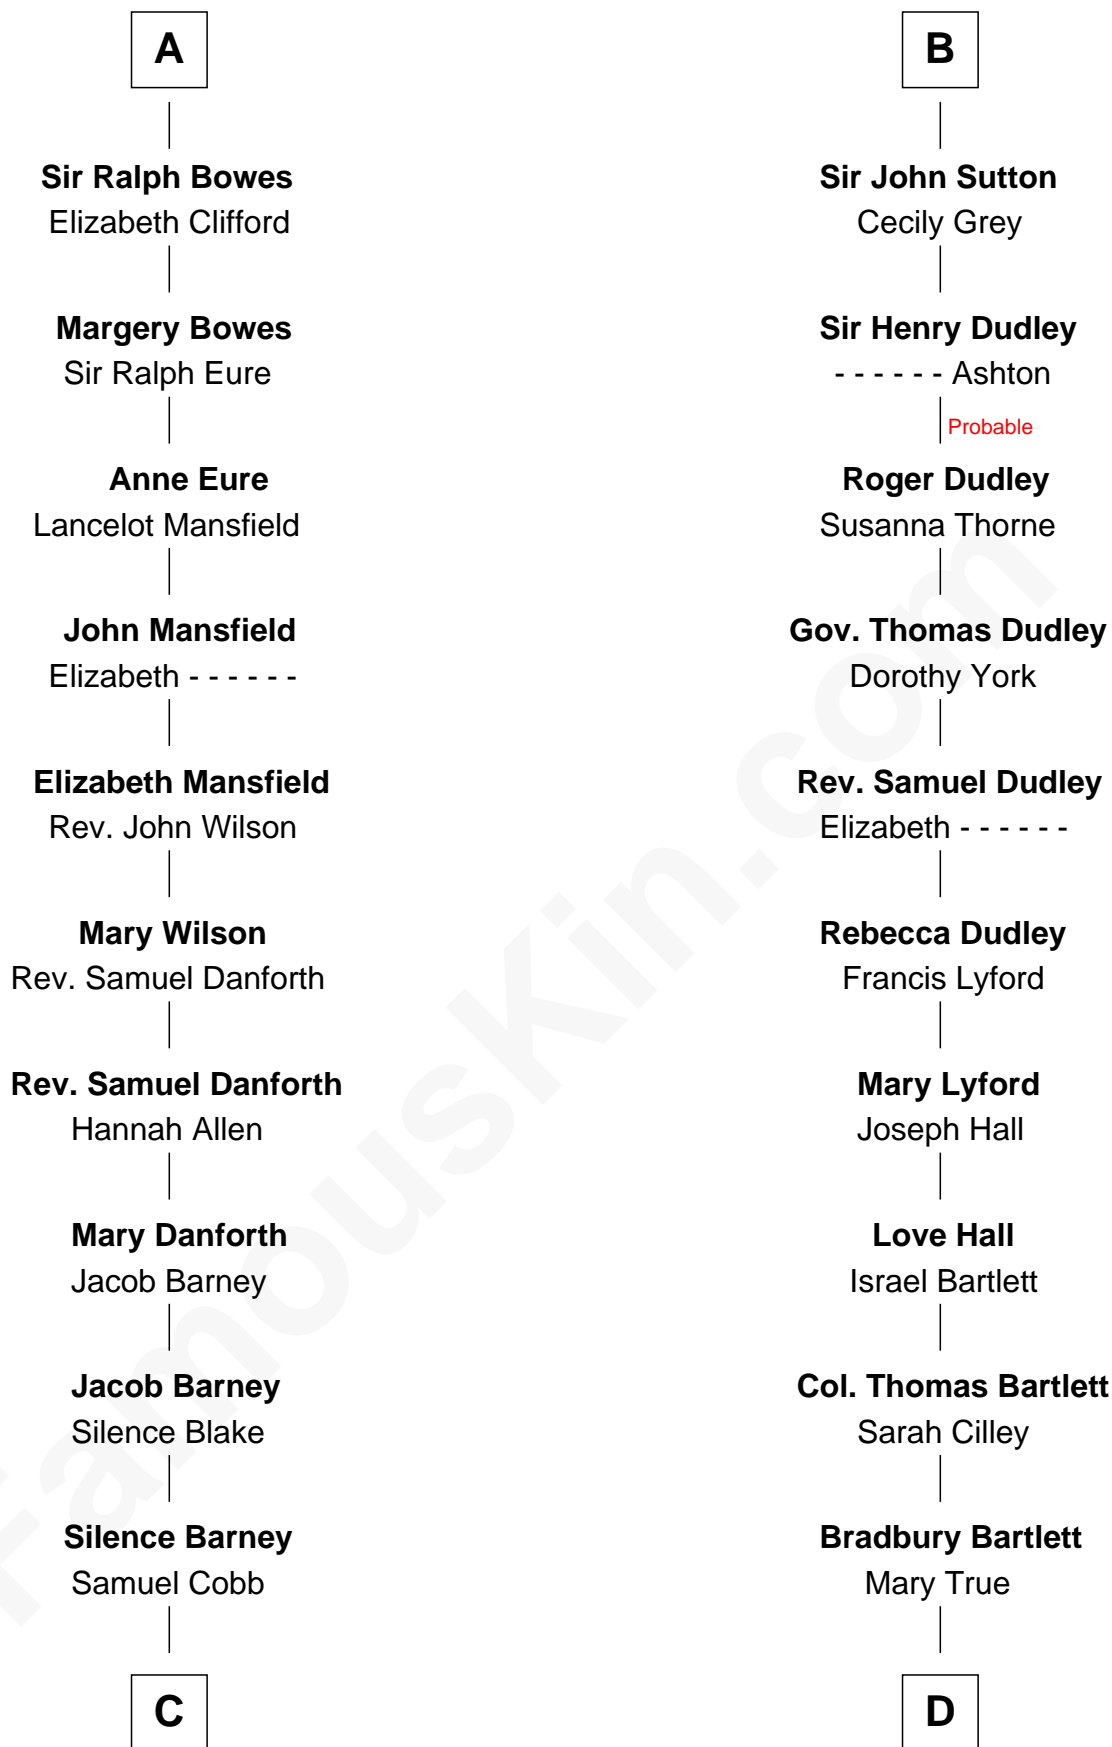 A
Sir Ralph Bowes
Elizabeth Clifford
Margery Bowes
Sir Ralph Eure
Anne Eure
Lancelot Mansfield
John Mansfield
Elizabeth - - - - - -
Elizabeth Mansfield
Rev. John Wilson
Mary Wilson
Rev. Samuel Danforth
Rev. Samuel Danforth
Hannah Allen
Mary Danforth
Jacob Barney
Jacob Barney
Silence Blake
Silence Barney
Samuel Cobb
C
B
Sir John Sutton
Cecily Grey
Sir Henry Dudley
- - - - - - Ashton
Probable
Roger Dudley
Susanna Thorne
Gov. Thomas Dudley
Dorothy York
Rev. Samuel Dudley
Elizabeth - - - - - -
Rebecca Dudley
Francis Lyford
Mary Lyford
Joseph Hall
Love Hall
Israel Bartlett
Col. Thomas Bartlett
Sarah Cilley
Bradbury Bartlett
Mary True
D
FamousKin.com